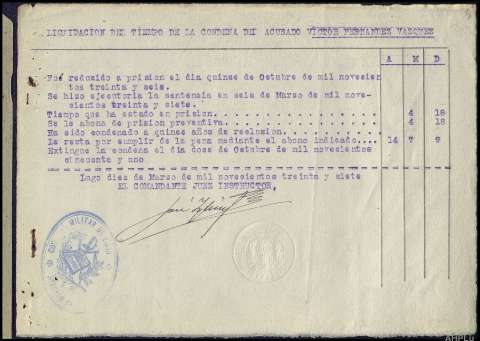 LIQUIDACION DEL TIEMPO DE LA CONDENA DEL ACUSADO VICTOR FERNANDEZ VAZQUEZ
A M D
Fué reducido a prision el dia quince de Octubre de mil novecien
tos treinta y seis.
Se hizo ejecutoria la sentencia en seis de Marzo de mil nove-
cientos treinta y siete.
Tiempo que ha estado en prision. . . . . . . . . . . . . . . . . 4 18
Se le abona de prision preventiva. . . . . . . . . . . . . . . . 4 18
Ha sido condenado a quince años de reclusion. . . . . . . . .
Le resta por cumplir de la pena mediante el abono indicado.... 14 7 9
Extingue la condena el dia doce de Octubre de mil novecientos
cincuenta y uno
Lugo diez de Marzo de mil novecientos treinta y siete
EL COMANDANTE JUEZ INSTRUCTOR,
José
MILITAR DE
AHPLu